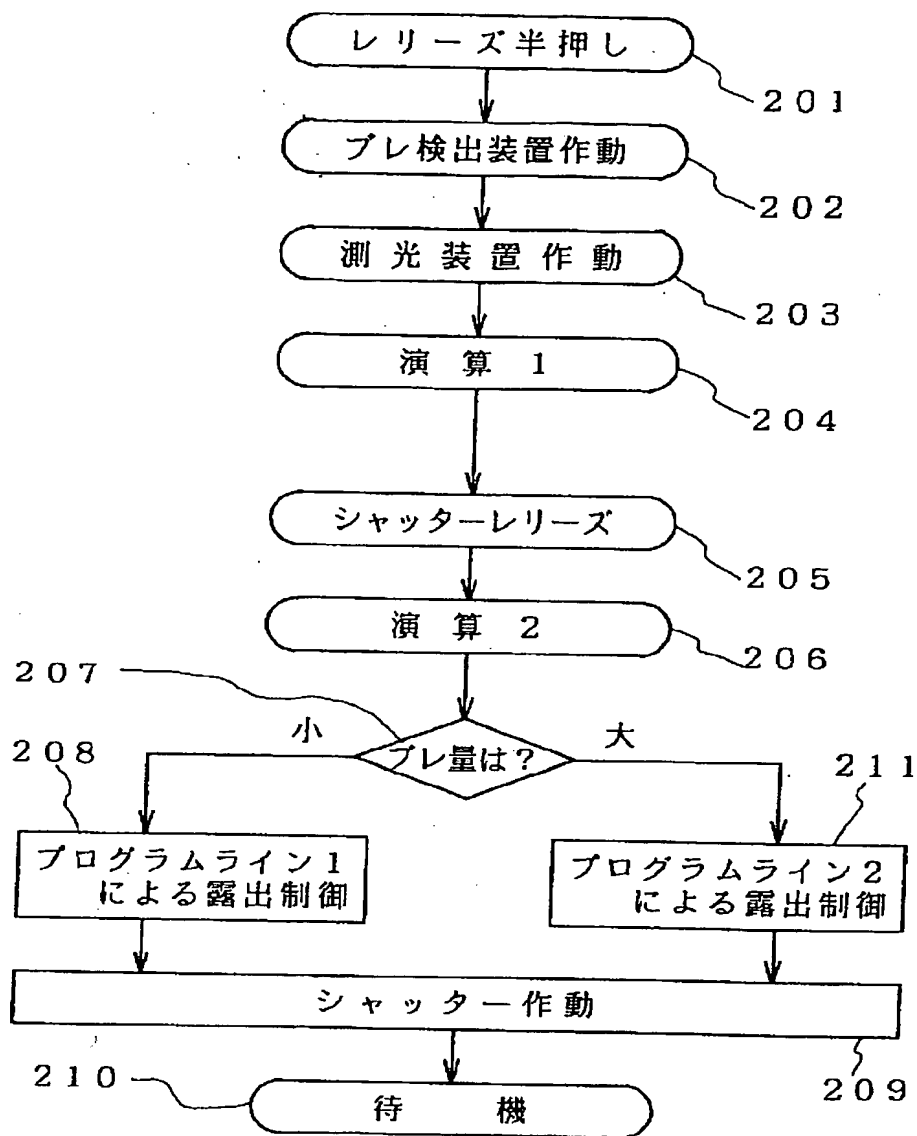 レリーズ半押し
201
ブレ検出装置作動
202
測光装置作動
203
演算1
204
シャッターレリーズ
205
演算2
206
207
ブレ量は?
小
大
208
プログラムライン1
による露出制御
211
プログラムライン2
による露出制御
シャッター作動
209
210
待機